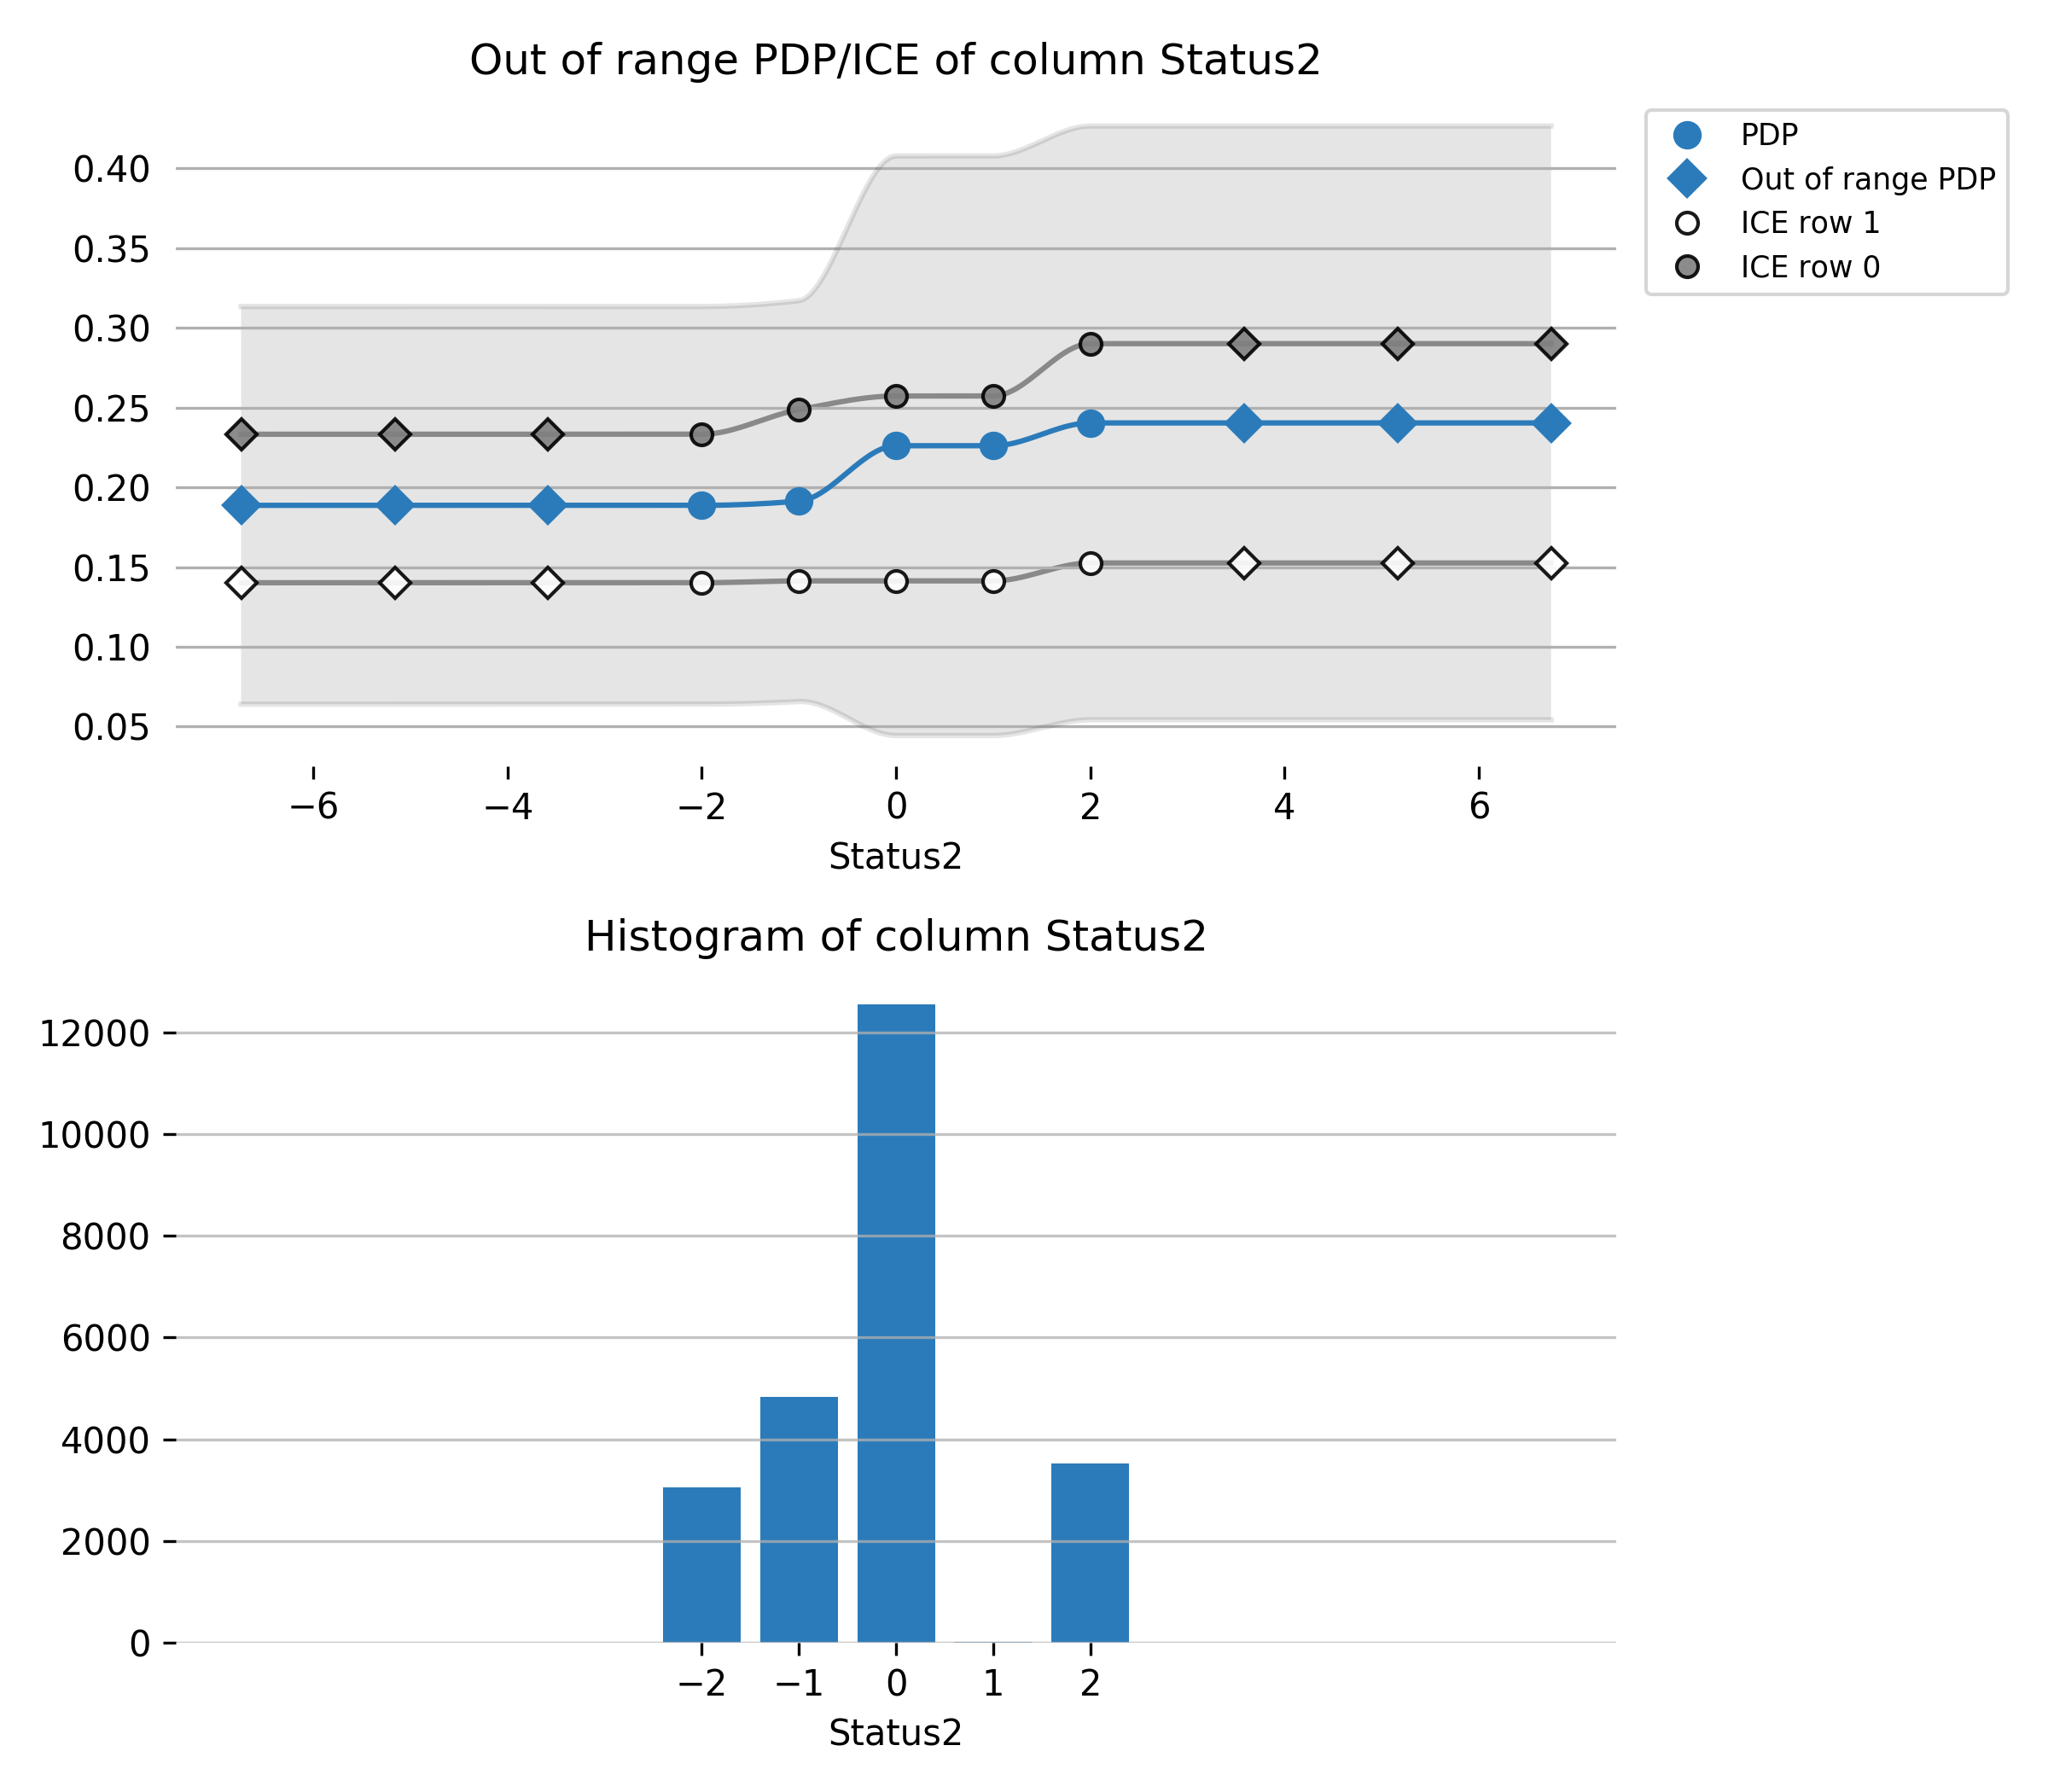 Out of range PDP/ICE of column Status2
PDP
Out of range PDP
ICE row 1
ICE row 0
0.40
0.35
0.30
0.25
0.20
0.15
0.10
0.05
−6 −4 −2 0 2 4 6
Status2
Histogram of column Status2
12000
10000
8000
6000
4000
2000
0
−2 −1 0 1 2
Status2